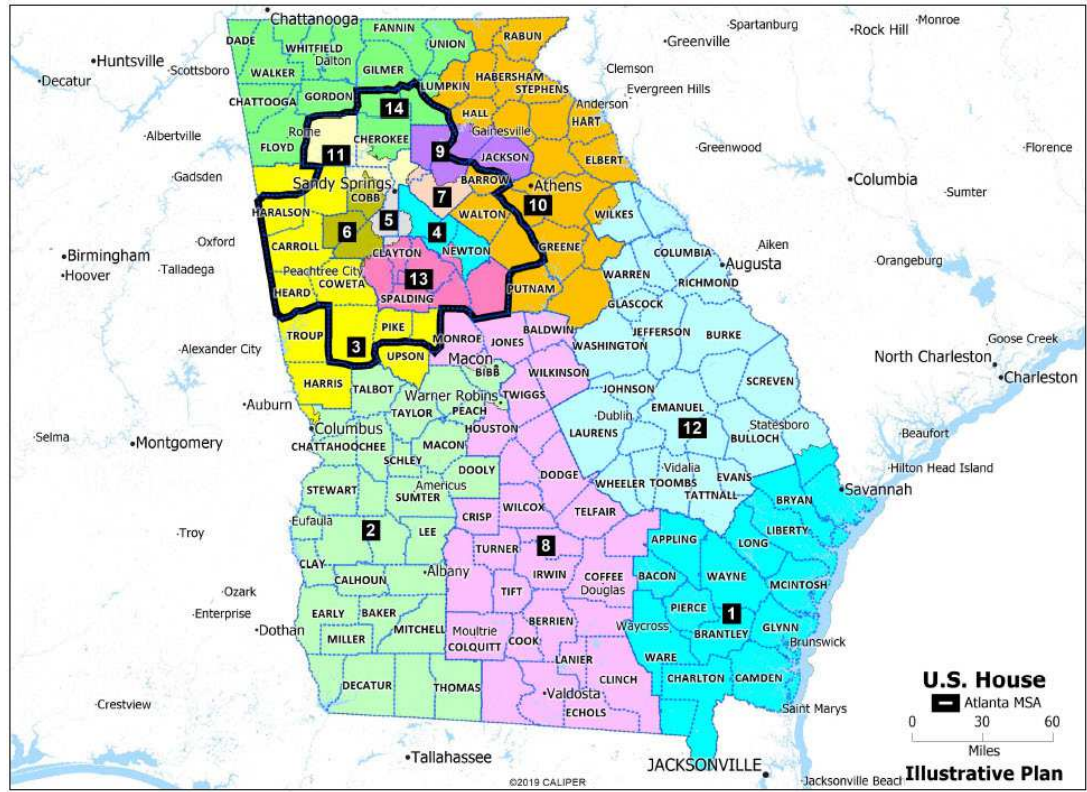 Chattanooga
Spartanburg
Monroe
Rock Hill
FANNIN
RABUN
DADE
WHITFIELD
UNION
Greenville
Huntsville
Dalton
Scottsboro
Clemson
Decatur
WALKER
GILMER
LUMPKIN
HABERSHAM
STEPHENS
Evergreen Hills
CHATTOOGA
GORDON
14
Anderson
HALL
HART
Albertville
Rome
CHEROKEE
Gainesville
FLOYD
11
9
JACKSON
Greenwood
Florence
ELBERT
Gadsden
Sandy Springs
COBB
7
BARROW
Athens
Columbia
Sumter
HARALSON
5
WALTON
10
WILKES
6
4
Oxford
CARROLL
CLAYTON
NEWTON
GREENE
Aiken
Birmingham
COLUMBIA
Hoover
Talladega
Peachtree City
13
WARREN
Augusta
Orangeburg
HEARD
COWETA
SPALDING
PUTNAM
RICHMOND
GLASCOCK
TROUP
PIKE
BALDWIN
JEFFERSON
BURKE
Goose Creek
Alexander City
3
MONROE
JONES
WASHINGTON
UPSON
Macon
North Charleston
BIBB
WILKINSON
Charleston
HARRIS
TALBOT
SCREVEN
Auburn
Warner Robins
TWIGGS
JOHNSON
TAYLOR
PEACH
EMANUEL
Selma
Montgomery
Columbus
HOUSTON
Dublin
Statesboro
Beaufort
CHATTAHOOCHEE
MACON
LAURENS
12
BULLOCH
SCHLEY
DOOLY
DODGE
Vidalia
Hilton Head Island
STEWART
Americus
WHEELER
TOOMBS
EVANS
SUMTER
TATTNALL
Savannah
WILCOX
BRYAN
Eufaula
CRISP
TELFAIR
Troy
2
LEE
LIBERTY
8
APPLING
LONG
TURNER
CLAY
Albany
CALHOUN
IRWIN
COFFEE
BACON
WAYNE
MCINTOSH
Ozark
TIFT
Douglas
Enterprise
EARLY
BAKER
PIERCE
1
GLYNN
Dothan
MITCHELL
Moultrie
BERRIEN
Waycross
BRANTLEY
Brunswick
MILLER
COLQUITT
COOK
LANIER
WARE
CLINCH
CHARLTON
CAMDEN
DECATUR
THOMAS
Valdosta
U.S. House
Crestview
ECHOLS
Saint Marys
Atlanta MSA
0 30 60
Miles
Tallahassee
JACKSONVILLE
©2019 CALIPER
Jacksonville Beach
Illustrative Plan